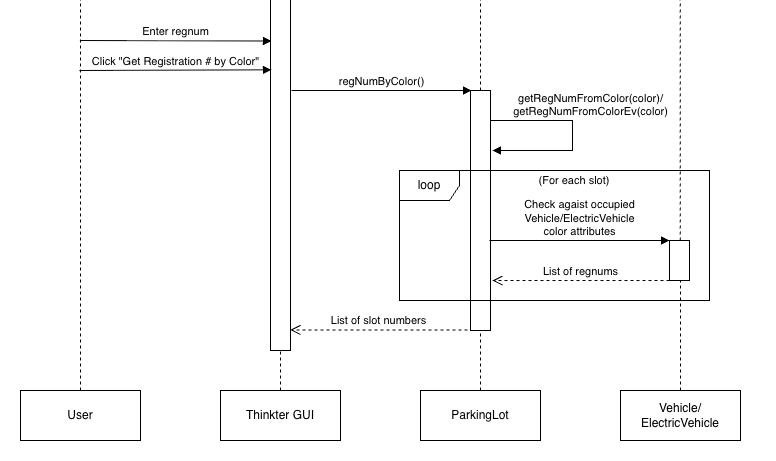 Enter regnum
Click "Get Registration # by Color"
regNumByColor()
getRegNumFromColor(color)/
getRegNumFromColorEv(color)
loop
(For each slot)
Check agaist occupied
Vehicle/ElectricVehicle
color attributes
List of regnums
List of slot numbers
User
Thinkter GUI
ParkingLot
Vehicle/
ElectricVehicle